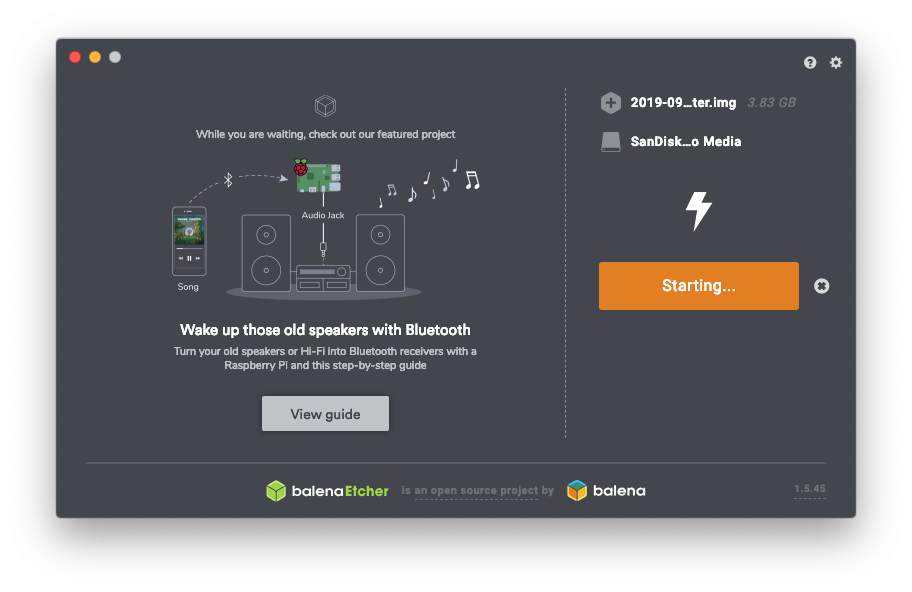 While you are waiting, check out our featured project
Audio Jack
Song
Wake up those old speakers with Bluetooth
Turn your old speakers or Hi-Fi into Bluetooth receivers with a
Raspberry Pi and this step-by-step guide
View guide
2019-09...ter.img 3.83 GB
SanDisk...o Media
Starting...
balenaEtcher is an open source project by balena
1.5.45